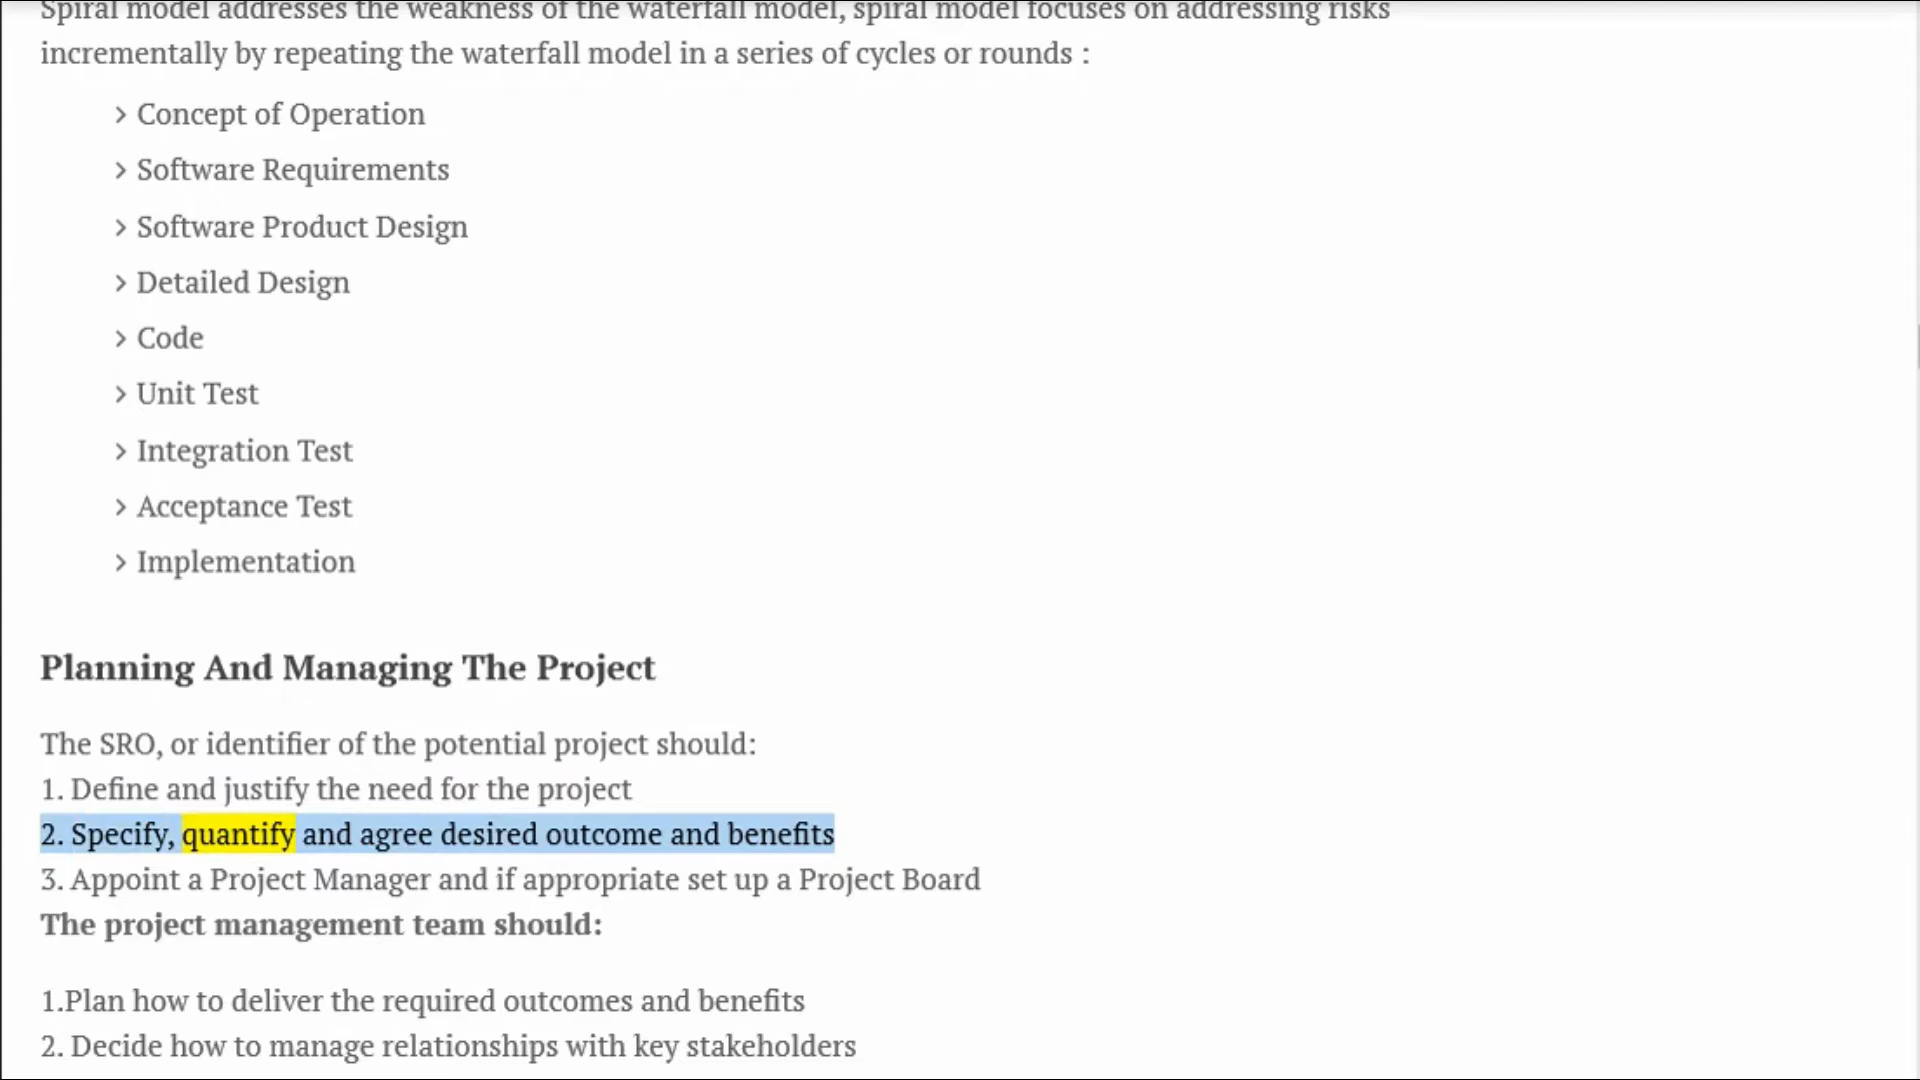 Spiral model addresses the weakness of the waterfall model, spiral model focuses on addressing risks
incrementally by repeating the waterfall model in a series of cycles or rounds :
> Concept of Operation
> Software Requirements
> Software Product Design
> Detailed Design
> Code
> Unit Test
> Integration Test
> Acceptance Test
> Implementation
Planning And Managing The Project
The SRO, or identifier of the potential project should:
1. Define and justify the need for the project
2. Specify, quantify and agree desired outcome and benefits
3. Appoint a Project Manager and if appropriate set up a Project Board
The project management team should:
1.Plan how to deliver the required outcomes and benefits
2. Decide how to manage relationships with key stakeholders